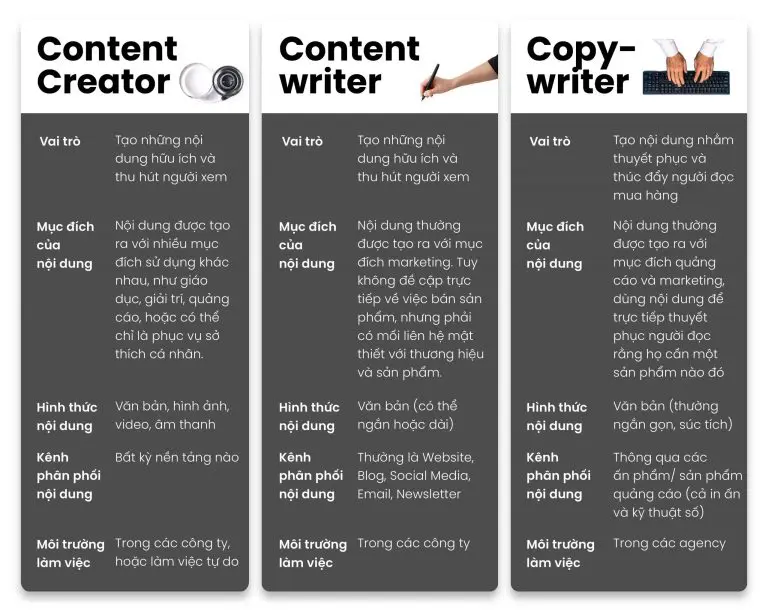 Content
Creator
Vai trò
Tạo những nội
dung hữu ích và
thu hút người xem
Mục đích
của
nội dung
Nội dung được tạo
ra với nhiều mục
đích sử dụng khác
nhau, như giáo
dục, giải trí, quảng
cáo, hoặc có thể
chỉ là phục vụ sở
thích cá nhân.
Hình thức
nội dung
Văn bản, hình ảnh,
video, âm thanh
Kênh
phân phối
nội dung
Bất kỳ nền tảng nào
Môi trường
làm việc
Trong các công ty,
hoặc làm việc tự do
Content
writer
Vai trò
Tạo những nội
dung hữu ích và
thu hút người xem
Mục đích
của
nội dung
Nội dung thường
được tạo ra với mục
đích marketing. Tuy
không đề cập trực
tiếp về việc bán sản
phẩm, nhưng phải
có mối liên hệ mật
thiết với thương hiệu
và sản phẩm.
Hình thức
nội dung
Văn bản (có thể
ngắn hoặc dài)
Kênh
phân phối
nội dung
Thường là Website,
Blog, Social Media,
Email, Newsletter
Môi trường
làm việc
Trong các công ty
Copy-
writer
Vai trò
Tạo nội dung nhằm
thuyết phục và
thúc đẩy người đọc
mua hàng
Mục đích
của
nội dung
Nội dung thường
được tạo ra với
mục đích quảng
cáo và marketing,
dùng nội dung để
trực tiếp thuyết
phục người đọc
rằng họ cần một
sản phẩm nào đó
Hình thức
nội dung
Văn bản (thường
ngắn gọn, súc tích)
Kênh
phân phối
nội dung
Thông qua các
ấn phẩm/ sản phẩm
quảng cáo (cả in ấn
và kỹ thuật số)
Môi trường
làm việc
Trong các agency